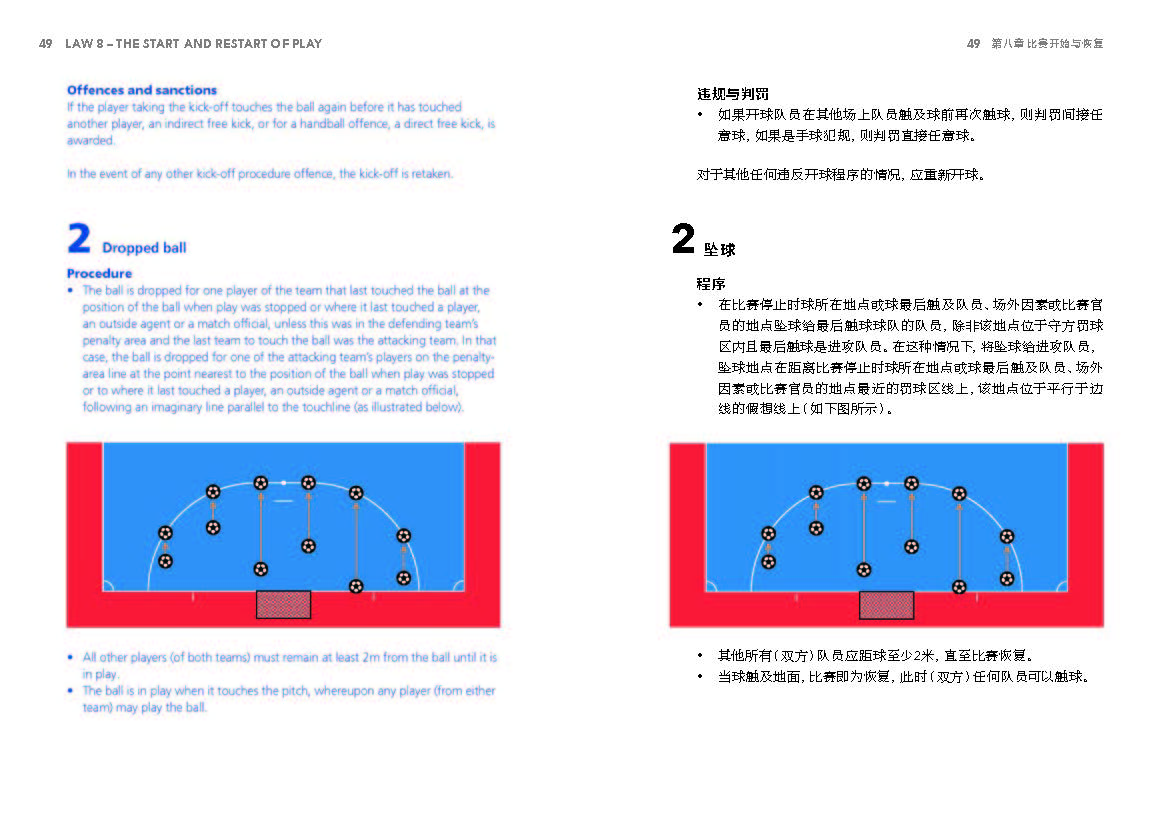 49 LAW 8 – THE START AND RESTART OF PLAY
Offences and sanctions
If the player taking the kick-off touches the ball again before it has touched
another player, an indirect free kick, or for a handball offence, a direct free kick, is
awarded.
In the event of any other kick-off procedure offence, the kick-off is retaken.
2 Dropped ball
Procedure
• The ball is dropped for one player of the team that last touched the ball at the
position of the ball when play was stopped or where it last touched a player,
an outside agent or a match official, unless this was in the defending team's
penalty area and the last team to touch the ball was the attacking team. In that
case, the ball is dropped for one of the attacking team's players on the penalty-
area line at the point nearest to the position of the ball when play was stopped
or to where it last touched a player, an outside agent or a match official,
following an imaginary line parallel to the touchline (as illustrated below).
• All other players (of both teams) must remain at least 2m from the ball until it is
in play.
• The ball is in play when it touches the pitch, whereupon any player (from either
team) may play the ball.
49 第八章 比赛开始与恢复
违规与判罚
• 如果开球队员在其他场上队员触及球前再次触球, 则判罚间接任
意球, 如果是手球犯规, 则判罚直接任意球。
对于其他任何违反开球程序的情况, 应重新开球。
2 坠球
程序
• 在比赛停止时球所在地点或球最后触及队员、场外因素或比赛官
员的地点坠球给最后触球球队的队员, 除非该地点位于守方罚球
区内且最后触球是进攻队员。在这种情况下, 将坠球给进攻队员,
坠球地点在距离比赛停止时球所在地点或球最后触及队员、场外
因素或比赛官员的地点最近的罚球区线上, 该地点位于平行于边
线的假想线上(如下图所示)。
• 其他所有(双方)队员应距球至少2米, 直至比赛恢复。
• 当球触及地面, 比赛即为恢复, 此时(双方)任何队员可以触球。